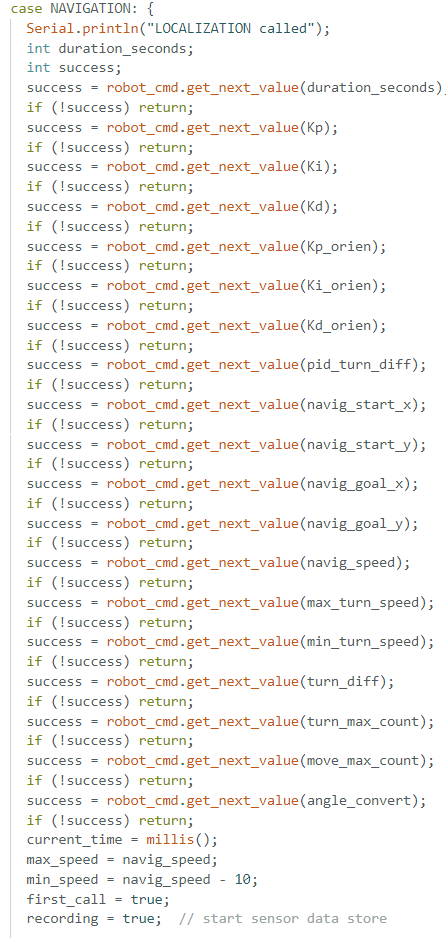 case NAVIGATION: {
Serial.println("LOCALIZATION called");
int duration_seconds;
int success;
success = robot_cmd.get_next_value(duration_seconds);
if (!success) return;
success = robot_cmd.get_next_value(Kp);
if (!success) return;
success = robot_cmd.get_next_value(Ki);
if (!success) return;
success = robot_cmd.get_next_value(Kd);
if (!success) return;
success = robot_cmd.get_next_value(Kp_orien);
if (!success) return;
success = robot_cmd.get_next_value(Ki_orien);
if (!success) return;
success = robot_cmd.get_next_value(Kd_orien);
if (!success) return;
success = robot_cmd.get_next_value(pid_turn_diff);
if (!success) return;
success = robot_cmd.get_next_value(navig_start_x);
if (!success) return;
success = robot_cmd.get_next_value(navig_start_y);
if (!success) return;
success = robot_cmd.get_next_value(navig_goal_x);
if (!success) return;
success = robot_cmd.get_next_value(navig_goal_y);
if (!success) return;
success = robot_cmd.get_next_value(navig_speed);
if (!success) return;
success = robot_cmd.get_next_value(max_turn_speed);
if (!success) return;
success = robot_cmd.get_next_value(min_turn_speed);
if (!success) return;
success = robot_cmd.get_next_value(turn_diff);
if (!success) return;
success = robot_cmd.get_next_value(turn_max_count);
if (!success) return;
success = robot_cmd.get_next_value(move_max_count);
if (!success) return;
success = robot_cmd.get_next_value(angle_convert);
if (!success) return;
current_time = millis();
max_speed = navig_speed;
min_speed = navig_speed - 10;
first_call = true;
recording = true;  // start sensor data store